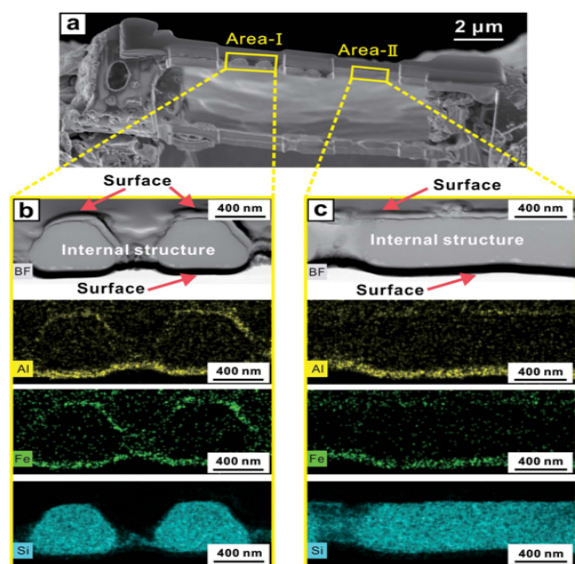 a
Area-I
Area-II
2 μm
Surface
b
400 nm
Internal structure
BF
Surface
Al
400 nm
Fe
400 nm
Si
400 nm
Surface
c
400 nm
Internal structure
BF
Surface
Al
400 nm
Fe
400 nm
Si
400 nm